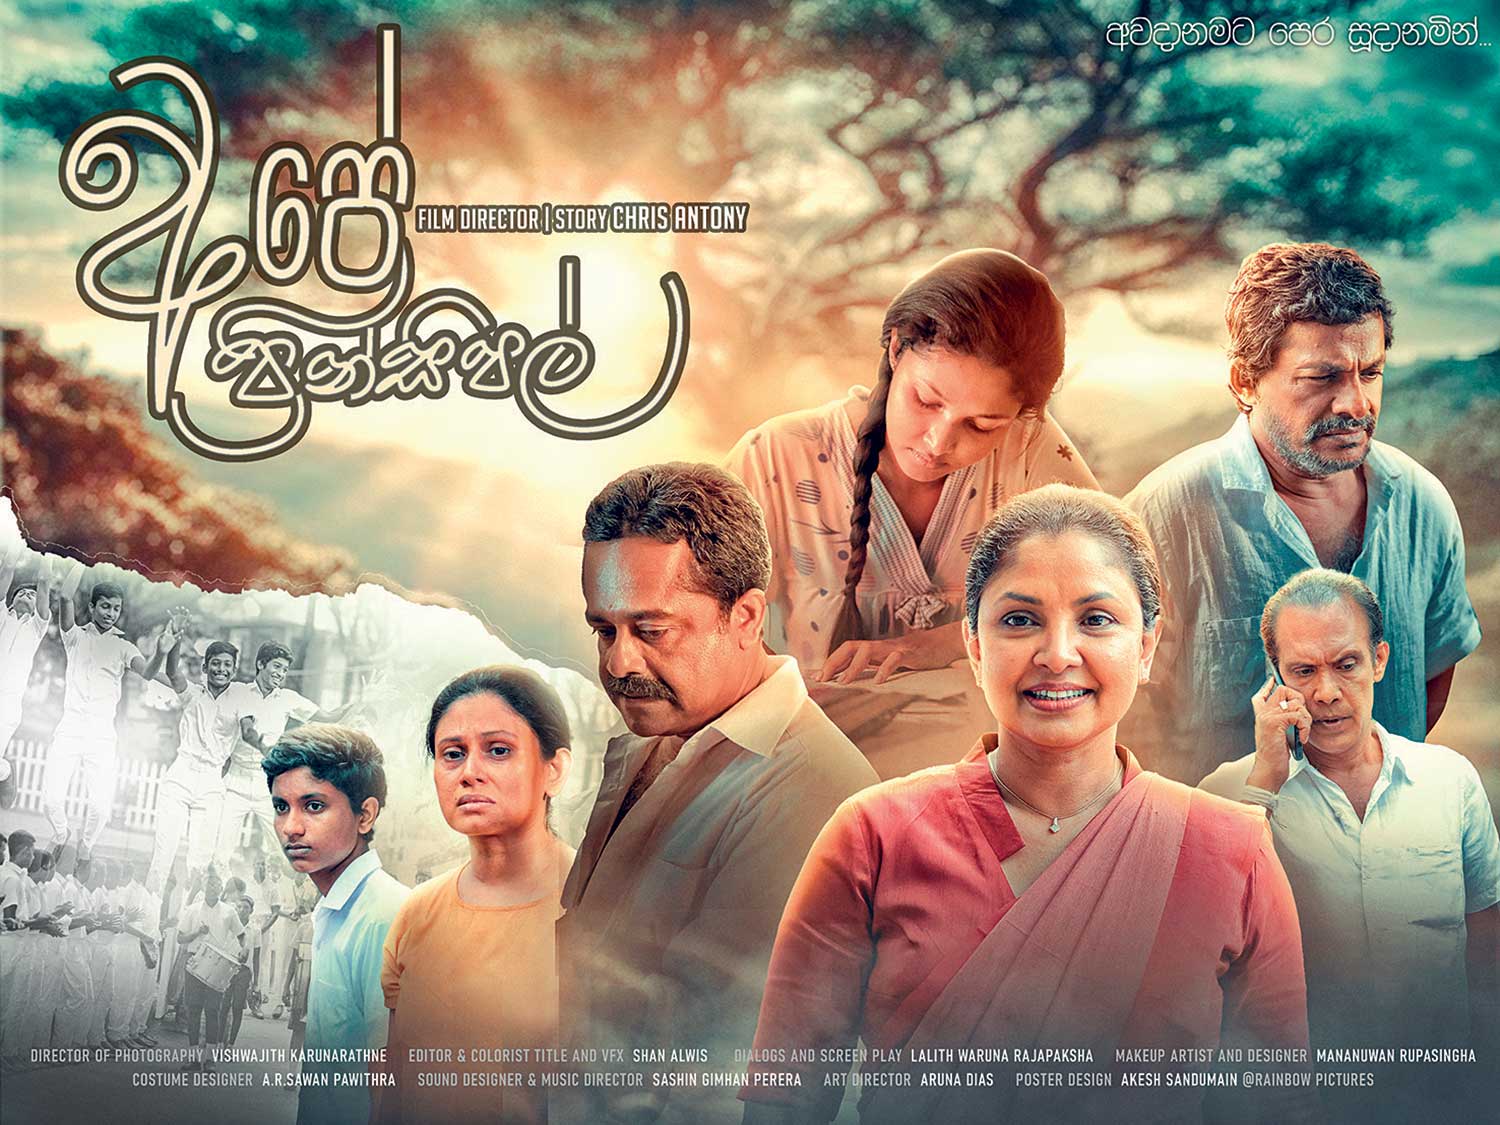 අවදානමට පෙර සූදානමින්...
අපේ
FILM DIRECTOR | STORY CHRIS ANTONY
ප්‍රින්සිපල්
DIRECTOR OF PHOTOGRAPHY VISHWAJITH KARUNARATHNE EDITOR & COLORIST TITLE AND VFX SHAN ALWIS DIALOGS AND SCREEN PLAY LALITH WARUNA RAJAPAKSHA MAKEUP ARTIST AND DESIGNER MANANUWAN RUPASINGHA
COSTUME DESIGNER A.R.SAWAN PAWITHRA SOUND DESIGNER & MUSIC DIRECTOR SASHIN GIMHAN PERERA ART DIRECTOR ARUNA DIAS POSTER DESIGN AKESH SANDUMAIN @RAINBOW PICTURES